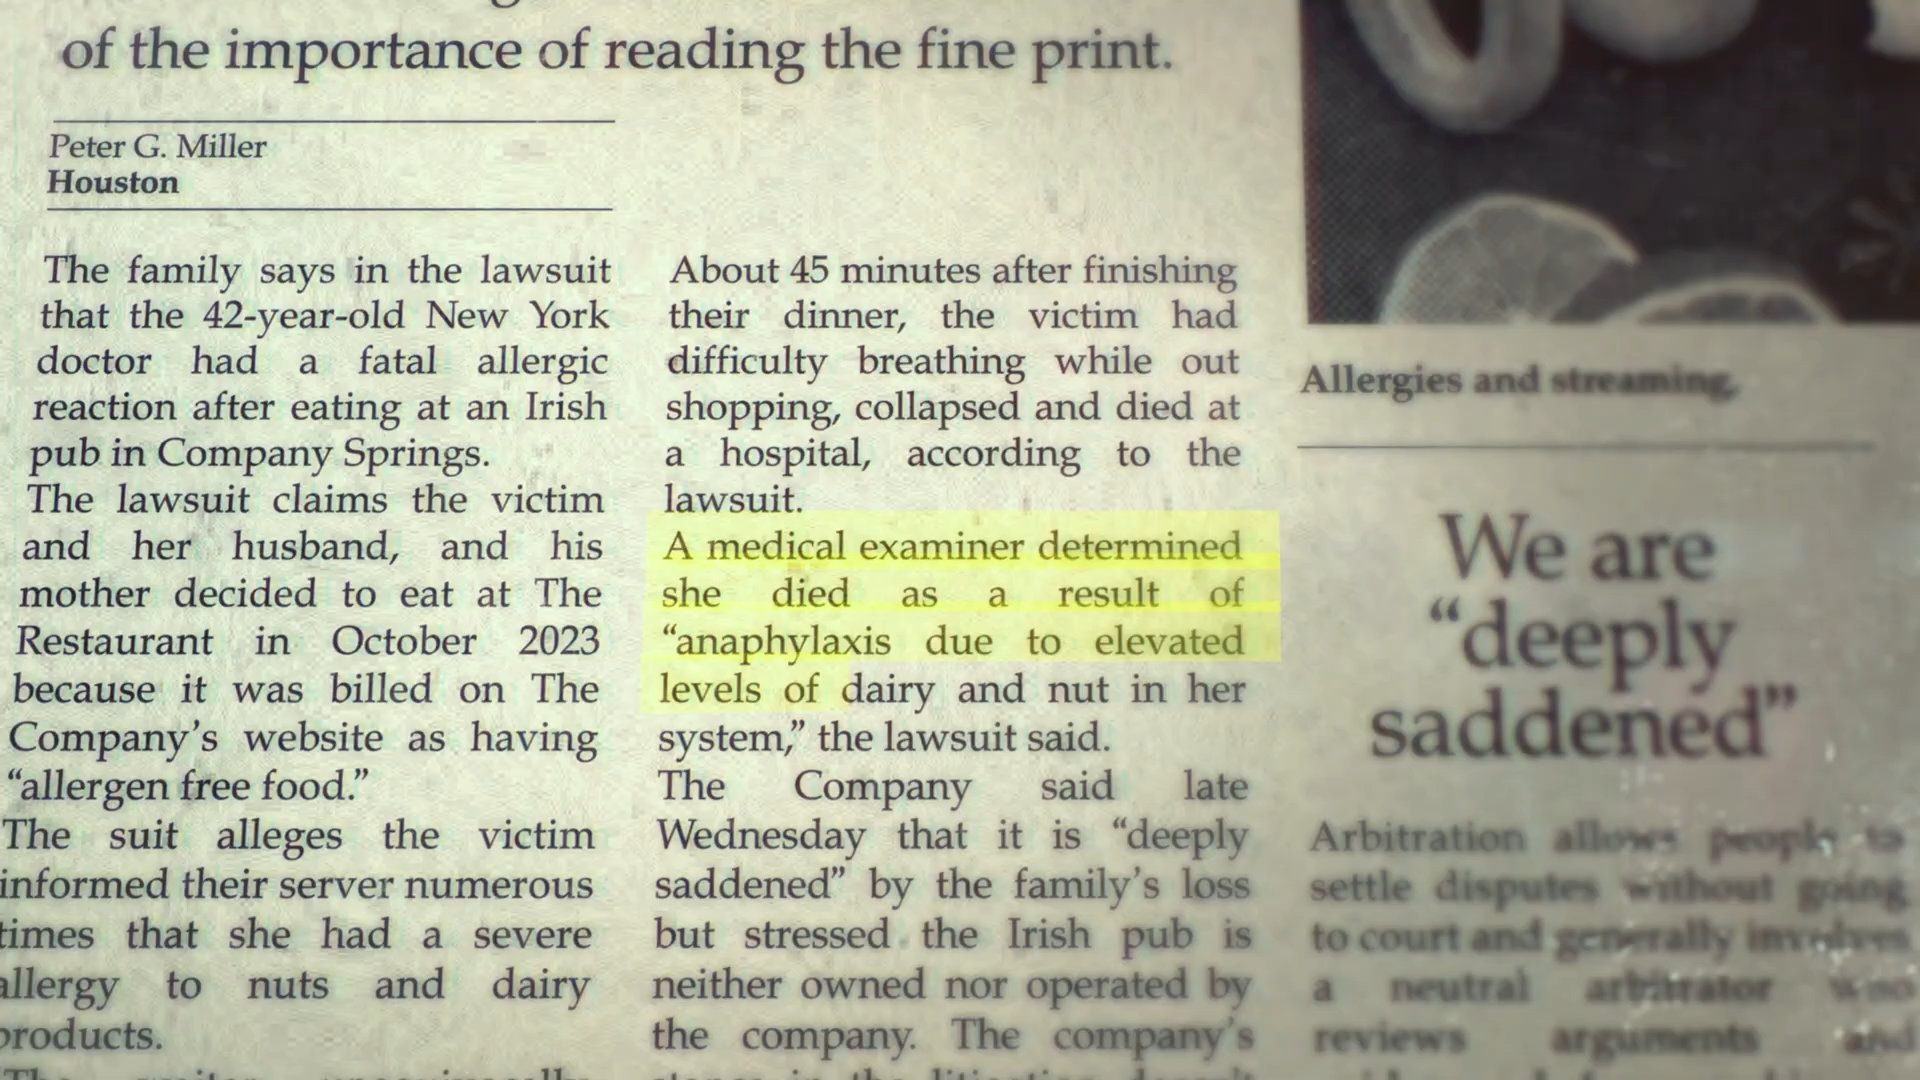 of the importance of reading the fine print.
Peter G. Miller
Houston
The family says in the lawsuit
that the 42-year-old New York
doctor had a fatal allergic
reaction after eating at an Irish
pub in Company Springs.
The lawsuit claims the victim
and her husband, and his
mother decided to eat at The
Restaurant in October 2023
because it was billed on The
Company’s website as having
“allergen free food.”
The suit alleges the victim
informed their server numerous
times that she had a severe
allergy to nuts and dairy
products.
About 45 minutes after finishing
their dinner, the victim had
difficulty breathing while out
shopping, collapsed and died at
a hospital, according to the
lawsuit.
A medical examiner determined
she died as a result of
“anaphylaxis due to elevated
levels of dairy and nut in her
system,” the lawsuit said.
The Company said late
Wednesday that it is “deeply
saddened” by the family’s loss
but stressed the Irish pub is
neither owned nor operated by
the company. The company’s
Allergies and streaming.
We are
“deeply
saddened”
Arbitration allows people to
settle disputes without going
to court and generally involves
a neutral arbitrator who
reviews arguments and